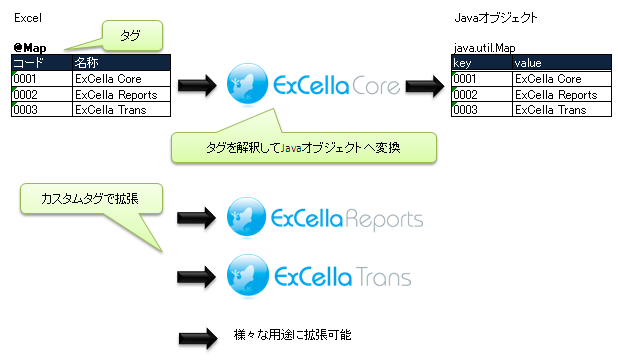 Excel
Javaオブジェクト
タグ
@Map
java.util.Map
コード 名称
0001 ExCella Core
0002 ExCella Reports
0003 ExCella Trans
ExCella Core
key value
0001 ExCella Core
0002 ExCella Reports
0003 ExCella Trans
タグを解釈してJavaオブジェクトへ変換
カスタムタグで拡張
ExCella Reports
ExCella Trans
様々な用途に拡張可能